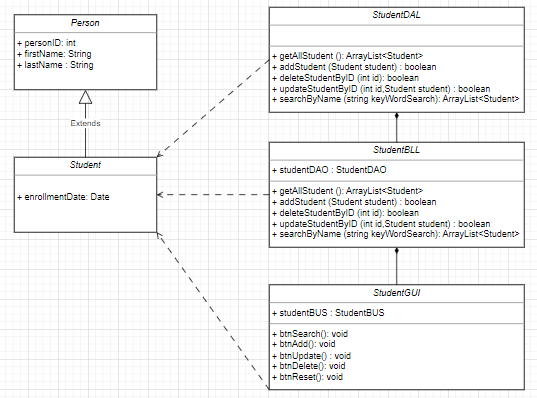 Person
+ personID: int
+ firstName: String
+ lastName : String
Extends
Student
+ enrollmentDate: Date
StudentDAL
+ getAllStudent (): ArrayList<Student>
+ addStudent (Student student) : boolean
+ deleteStudentByID (int id): boolean
+ updateStudentByID (int id,Student student) : boolean
+ searchByName (string keyWordSearch): ArrayList<Student>
StudentBLL
+ studentDAO : StudentDAO
+ getAllStudent (): ArrayList<Student>
+ addStudent (Student student) : boolean
+ deleteStudentByID (int id): boolean
+ updateStudentByID (int id,Student student) : boolean
+ searchByName (string keyWordSearch): ArrayList<Student>
StudentGUI
+ studentBUS : StudentBUS
+ btnSearch(): void
+ btnAdd(): void
+ btnUpdate() : void
+ btnDelete(): void
+ btnReset(): void